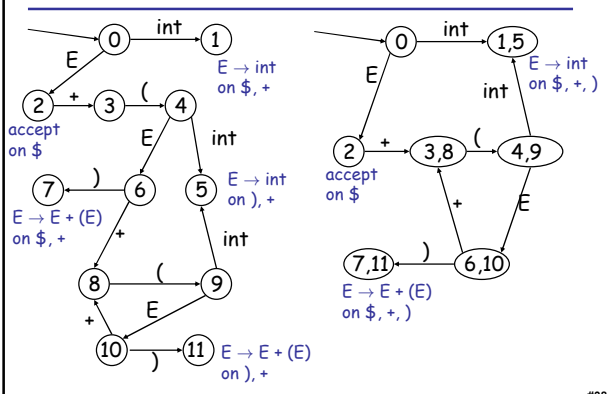 0
int
1
E
E → int
on $, +
2
+
3
(
4
accept
on $
E
int
7
)
6
5
E → int
on ), +
E → E + (E)
on $, +
+
int
8
(
9
+
E
10
)
11
E → E + (E)
on ), +
0
int
1,5
E
E → int
on $, +, )
int
2
+
3,8
(
4,9
accept
on $
+
E
7,11
)
6,10
E → E + (E)
on $, +, )